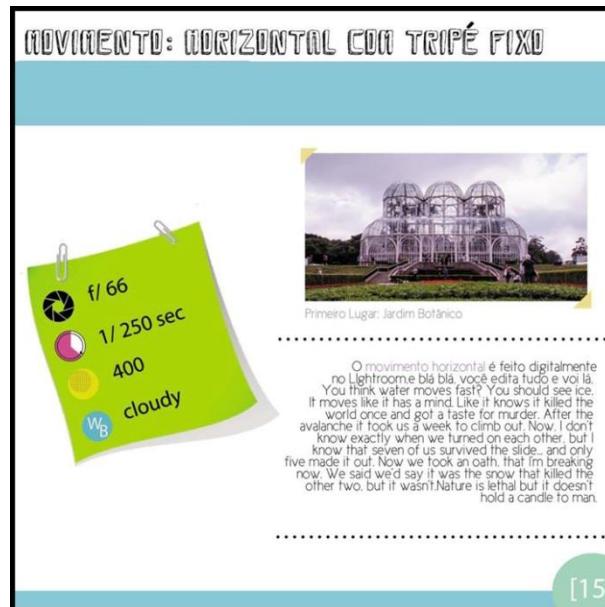 MOVIMENTO: HORIZONTAL COM TRIPÉ FIXO
f/ 66
1/ 250 sec
400
WB cloudy
Primeiro Lugar: Jardim Botânico
O movimento horizontal é feito digitalmente
no LIghtroom,e blá blá, você edita tudo e voi lá.
You think water moves fast? You should see ice.
It moves like it has a mind. Like it knows it killed the
world once and got a taste for murder. After the
avalanche it took us a week to climb out. Now, I don't
know exactly when we turned on each other, but I
know that seven of us survived the slide... and only
five made it out. Now we took an oath, that I'm breaking
now. We said we'd say it was the snow that killed the
other two, but it wasn't.Nature is lethal but it doesn't
hold a candle to man.
[15